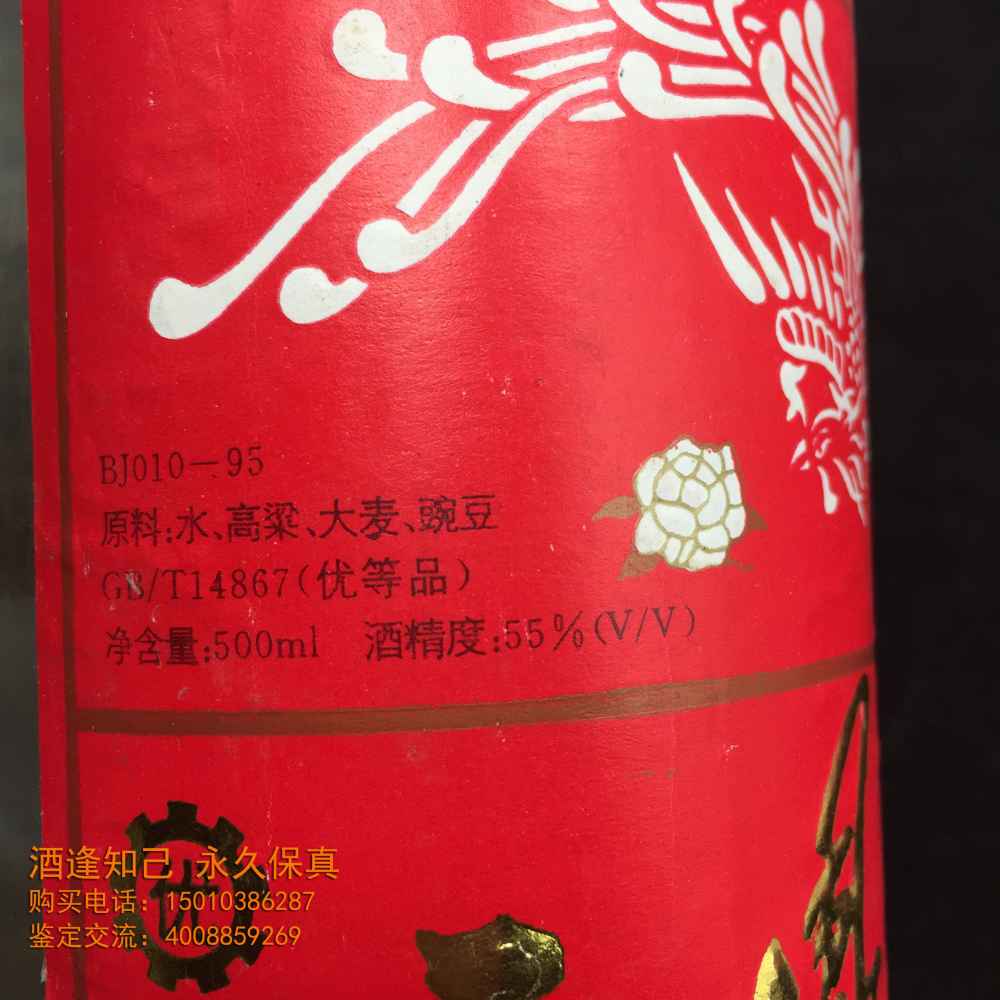 BJ010－95
原料:水、高粱、大麦、豌豆
GB/T14867(优等品)
净含量:500ml 酒精度:55%(V/V)
优
酒逢知己 永久保真
购买电话：15010386287
鉴定交流：4008859269